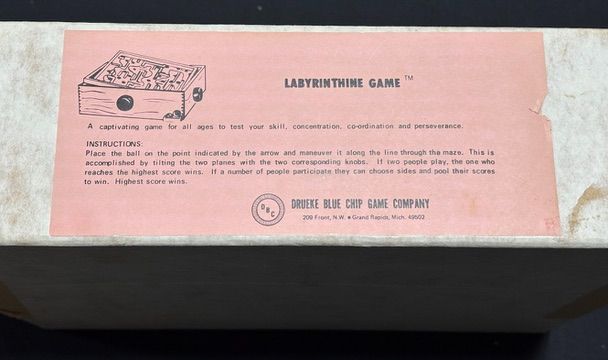 LABYRINTHINE GAME™
A captivating game for all ages to test your skill, concentration, co-ordination and perseverance.
INSTRUCTIONS:
Place the ball on the point indicated by the arrow and maneuver it along the line through the maze. This is
accomplished by tilting the two planes with the two corresponding knobs. If two people play, the one who
reaches the highest score wins. If a number of people participate they can choose sides and pool their scores
to win. Highest score wins.
DBC
DRUEKE BLUE CHIP GAME COMPANY
209 Front, N.W. • Grand Rapids, Mich. 49502